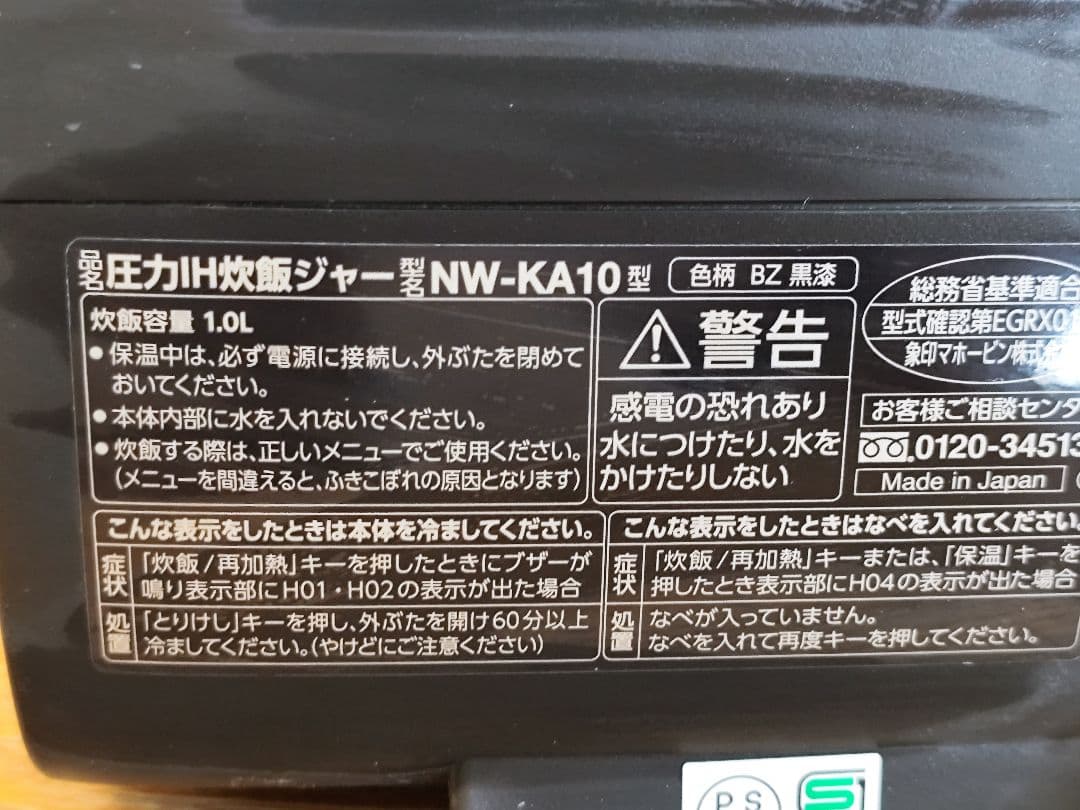 品名 圧力IH炊飯ジャー 型名 NW-KA10型 色柄 BZ 黒漆
炊飯容量 1.0L
●保温中は、必ず電源に接続し、外ぶたを閉めて
おいてください。
●本体内部に水を入れないでください。
●炊飯する際は、正しいメニューでご使用ください。
(メニューを間違えると、ふきこぼれの原因となります)
警告
感電の恐れあり
水につけたり、水を
かけたりしない
総務省基準適合
型式確認第EGRX0
象印マホービン株式会
お客様ご相談センタ
.0120-34513
Made in Japan
こんな表示をしたときは本体を冷ましてください。
症状 「炊飯/再加熱」キーを押したときにブザーが
鳴り表示部にH01・H02の表示が出た場合
処置 「とりけし」キーを押し、外ぶたを開け60分以上
冷ましてください。(やけどにご注意ください)
こんな表示をしたときはなべを入れてください。
症状 「炊飯/再加熱」キーまたは、「保温」キーを
押したとき表示部にH04の表示が出た場合
処置 なべが入っていません。
なべを入れて再度キーを押してください。
PS